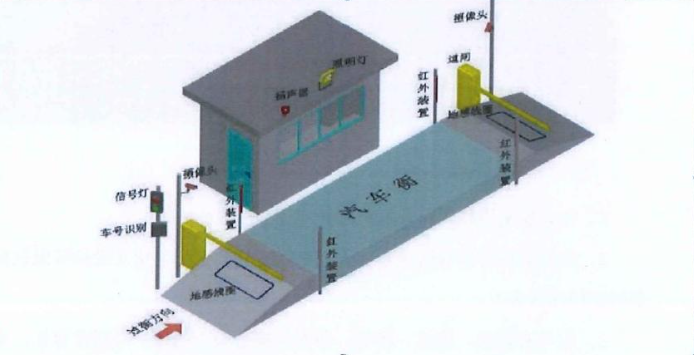 摄像头
照明灯
道闸
扬声器
红外装置
地感线圈
红外装置
摄像头
信号灯
红外装置
汽车衡
车号识别
红外装置
地感线圈
过衡方向